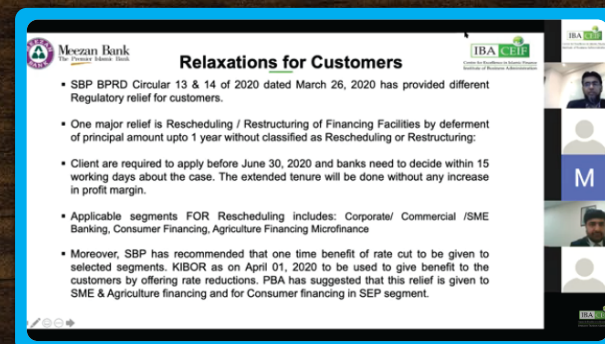 Meezan Bank
The Premier Islamic Bank
Relaxations for Customers
IBA CEIF
Centre for Excellence in Islamic Finance
Institute of Business Administration
▪ SBP BPRD Circular 13 & 14 of 2020 dated March 26, 2020 has provided different
Regulatory relief for customers.
▪ One major relief is Rescheduling / Restructuring of Financing Facilities by deferment
of principal amount upto 1 year without classified as Rescheduling or Restructuring:
▪ Client are required to apply before June 30, 2020 and banks need to decide within 15
working days about the case. The extended tenure will be done without any increase
in profit margin.
▪ Applicable segments FOR Rescheduling includes: Corporate/ Commercial /SME
Banking, Consumer Financing, Agriculture Financing Microfinance
▪ Moreover, SBP has recommended that one time benefit of rate cut to be given to
selected segments. KIBOR as on April 01, 2020 to be used to give benefit to the
customers by offering rate reductions. PBA has suggested that this relief is given to
SME & Agriculture financing and for Consumer financing in SEP segment.
IBA CEIF
M
IBA CEIF